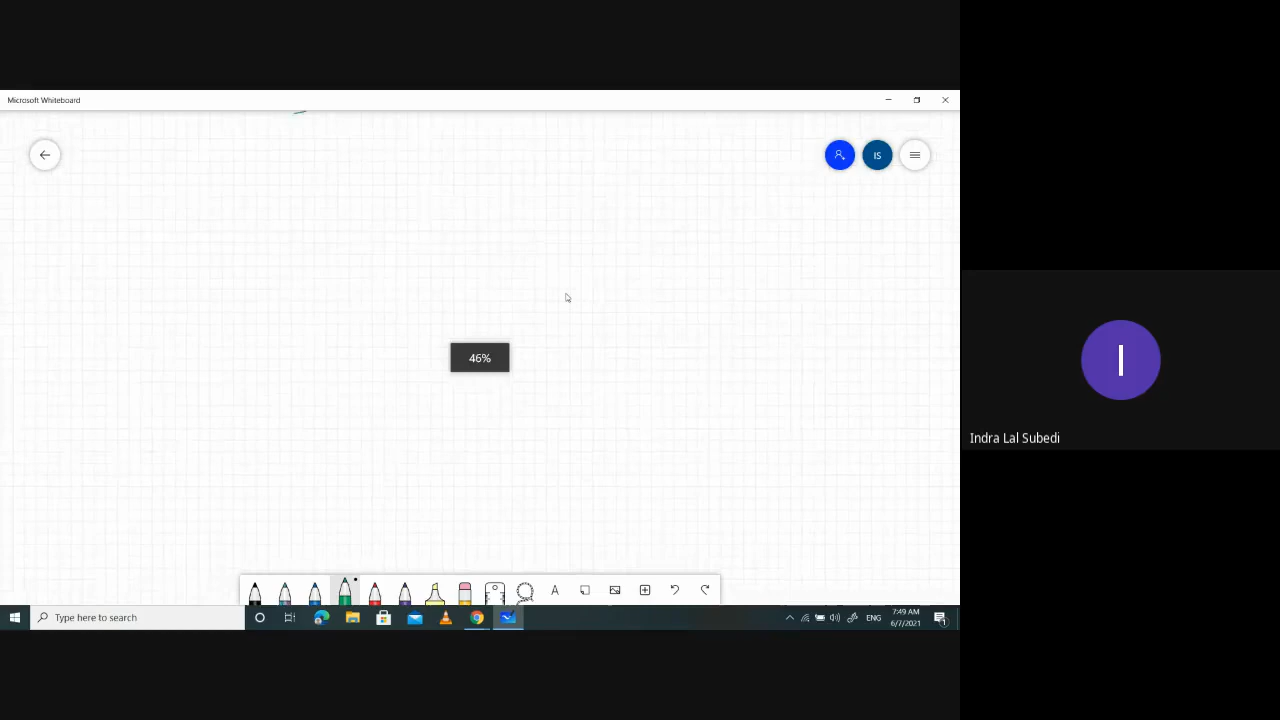 Microsoft Whiteboard
IS
46%
I
Indra Lal Subedi
A
Type here to search
ENG
7:49 AM
6/7/2021